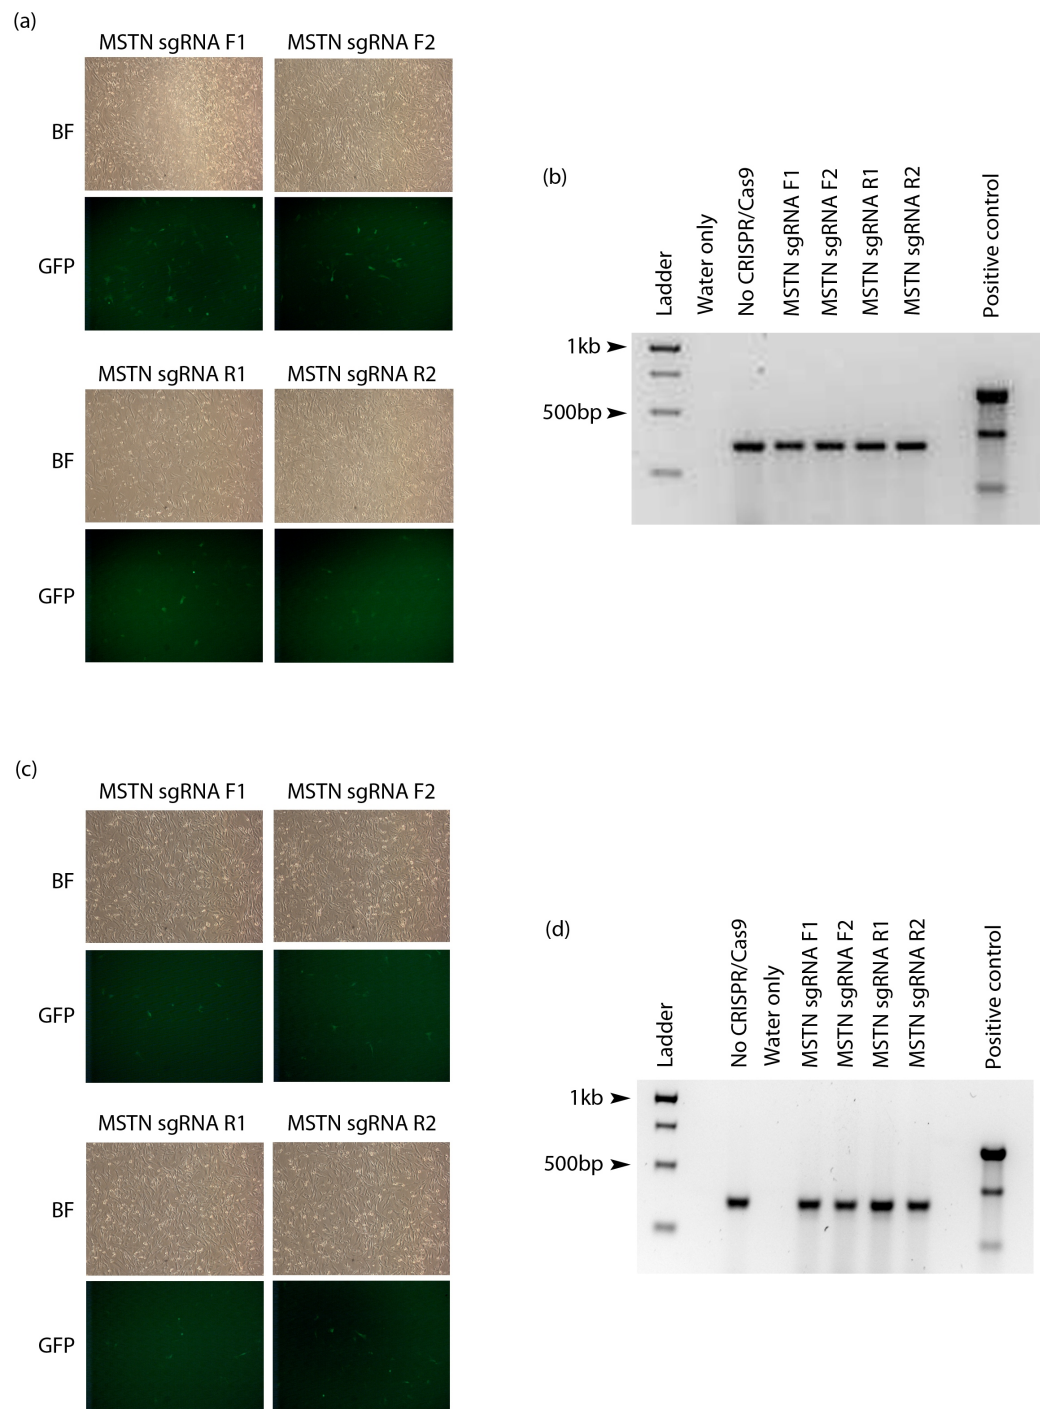 (a)
MSTN sgRNA F1
MSTN sgRNA F2
BF
GFP
MSTN sgRNA R1
MSTN sgRNA R2
BF
GFP
(b)
Ladder
Water only
No CRISPR/Cas9
MSTN sgRNA F1
MSTN sgRNA F2
MSTN sgRNA R1
MSTN sgRNA R2
Positive control
1kb
500bp
(c)
MSTN sgRNA F1
MSTN sgRNA F2
BF
GFP
MSTN sgRNA R1
MSTN sgRNA R2
BF
GFP
(d)
Ladder
No CRISPR/Cas9
Water only
MSTN sgRNA F1
MSTN sgRNA F2
MSTN sgRNA R1
MSTN sgRNA R2
Positive control
1kb
500bp